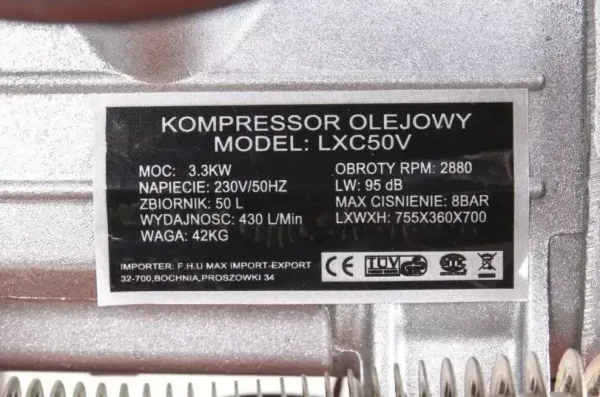 KOMPRESSOR OLEJOWY
MODEL: LXC50V
MOC: 3.3KW
NAPIECIE: 230V/50HZ
ZBIORNIK: 50 L
WYDAJNOSC: 430 L/Min
WAGA: 42KG
OBROTY RPM: 2880
LW: 95 dB
MAX CISNIENIE: 8BAR
LXWXH: 755X360X700
IMPORTER: F.H.U MAX IMPORT-EXPORT
32-700,BOCHNIA,PROSZOWKI 34
CE TÜV GS